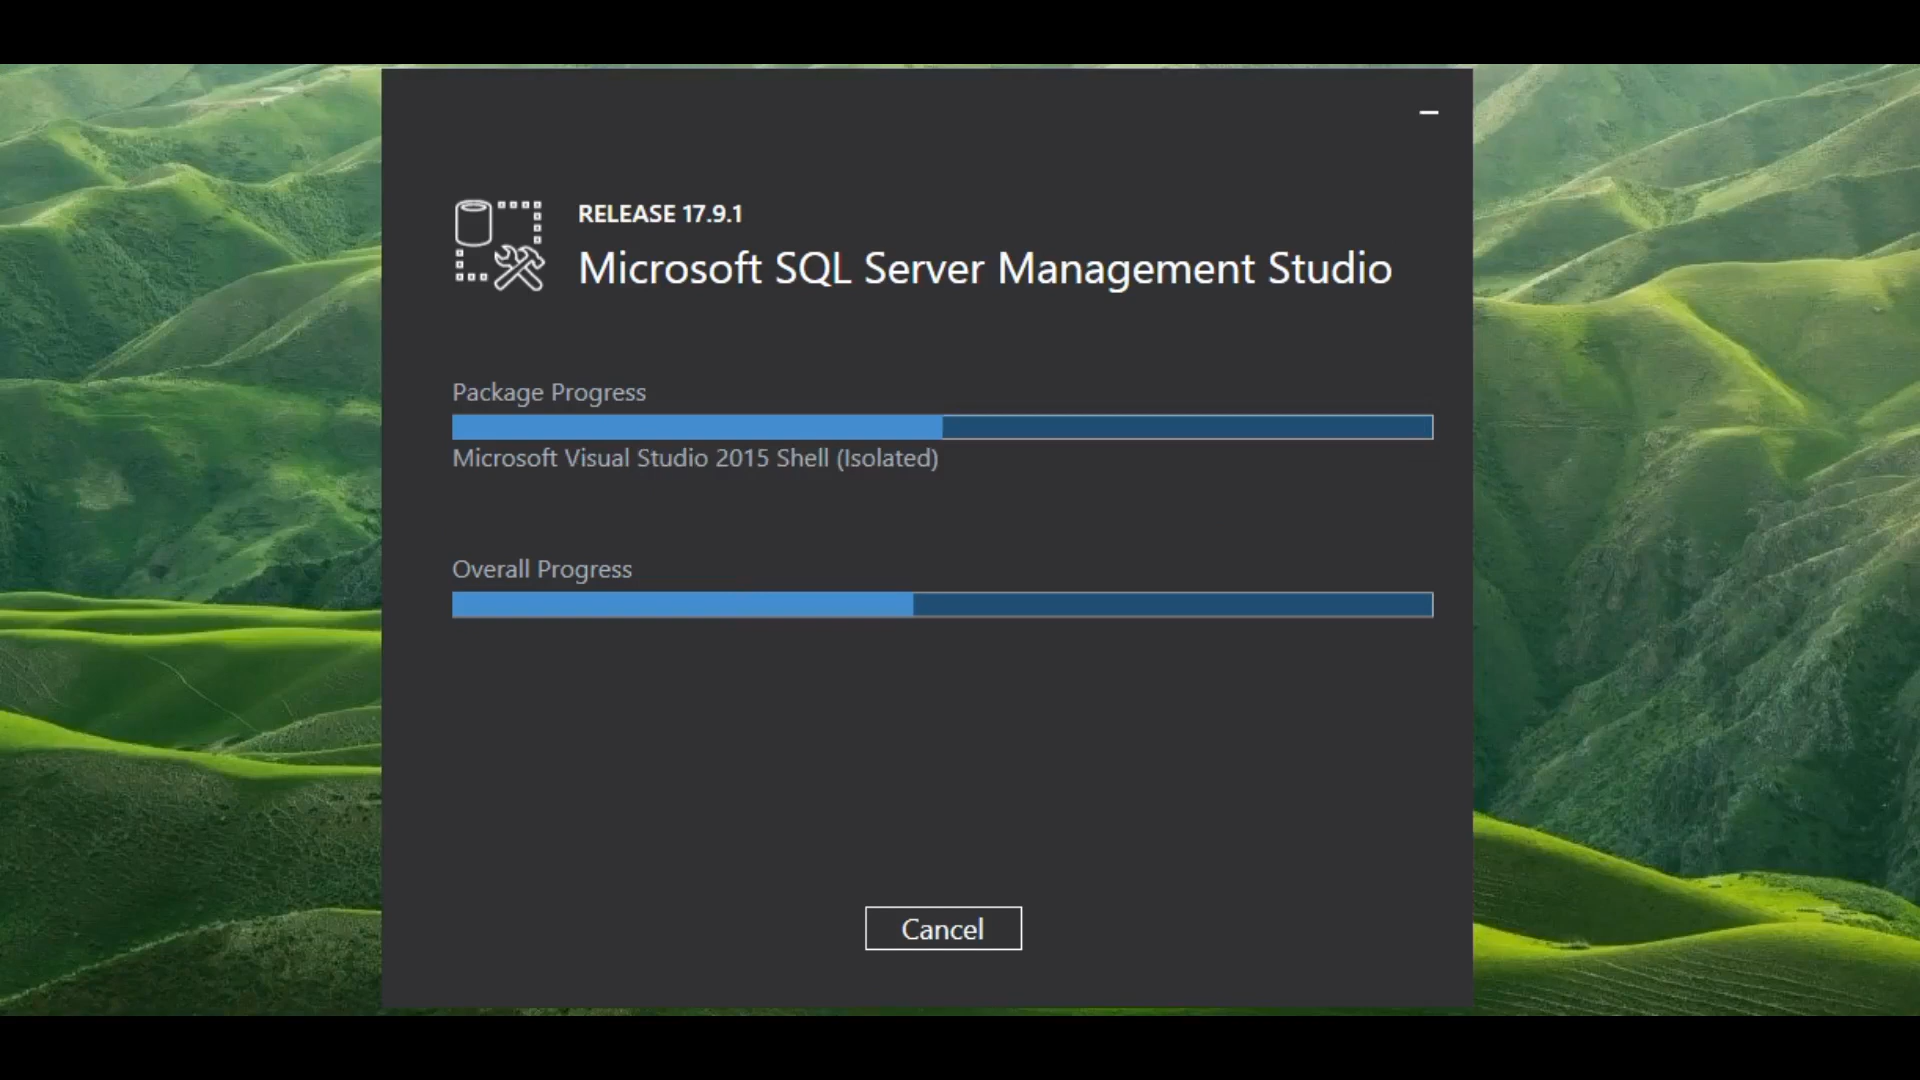 RELEASE 17.9.1
Microsoft SQL Server Management Studio
Package Progress
Microsoft Visual Studio 2015 Shell (Isolated)
Overall Progress
Cancel